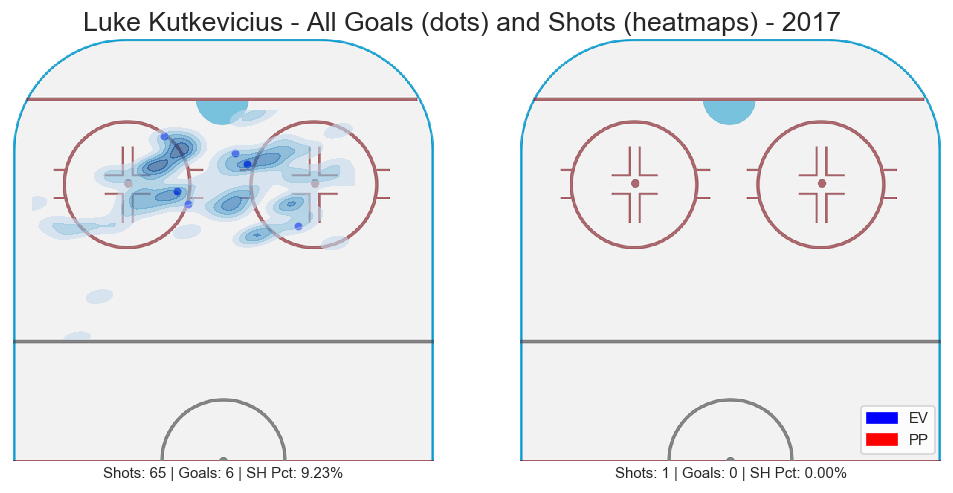 Luke Kutkevicius - All Goals (dots) and Shots (heatmaps) - 2017
EV
PP
Shots: 65 | Goals: 6 | SH Pct: 9.23%
Shots: 1 | Goals: 0 | SH Pct: 0.00%